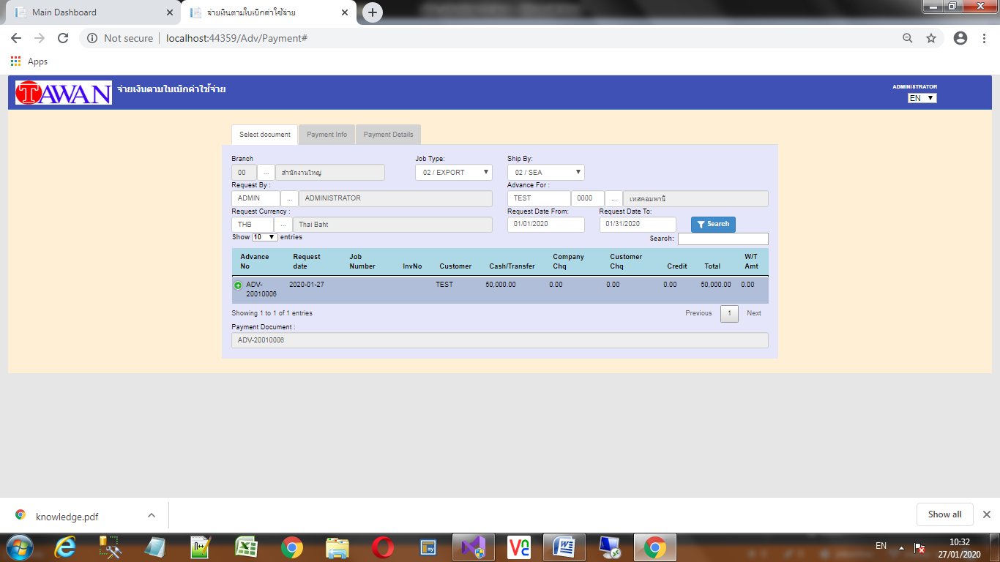 Main Dashboard
จ่ายเงินตามใบเบิกค่าใช้จ่าย
Not secure localhost:44359/Adv/Payment#
Apps
TAWAN จ่ายเงินตามใบเบิกค่าใช้จ่าย
ADMINISTRATOR
EN
Select document Payment Info Payment Details
Branch Job Type: Ship By:
00 ... สำนักงานใหญ่ 02 / EXPORT 02 / SEA
Request By : Advance For :
ADMIN ... ADMINISTRATOR TEST 0000 ... เทสคอมพานี
Request Currency : Request Date From: Request Date To:
THB ... Thai Baht 01/01/2020 01/31/2020 Search
Show 10 entries Search:
Advance No Request date Job Number InvNo Customer Cash/Transfer Company Chq Customer Chq Credit Total W/T Amt
ADV-20010006 2020-01-27 TEST 50,000.00 0.00 0.00 0.00 50,000.00 0.00
Showing 1 to 1 of 1 entries Previous 1 Next
Payment Document :
ADV-20010006
knowledge.pdf Show all
EN 10:32
27/01/2020